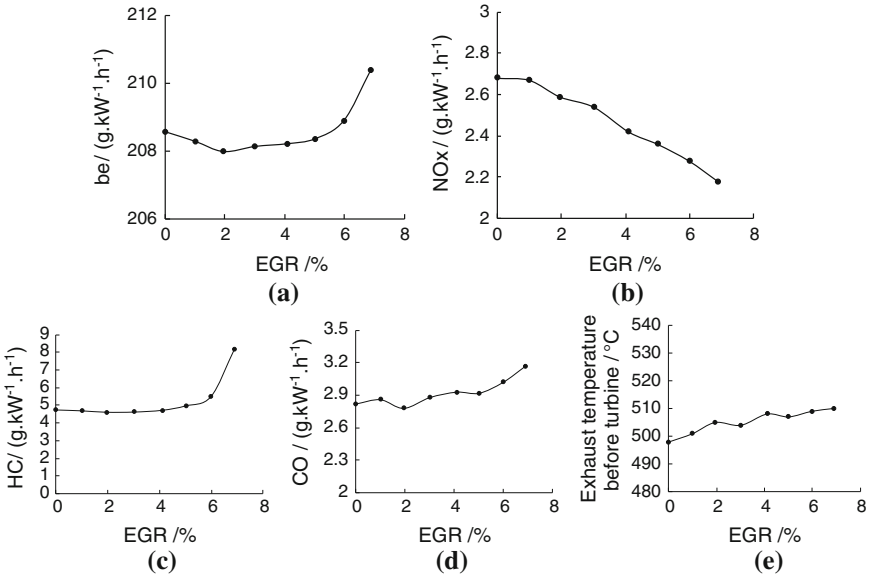 212
210
208
206
be/ (g.kW-1.h-1)
0 2 4 6 8
EGR /%
(a)
3
2.8
2.6
2.4
2.2
2
NOx / (g.kW-1.h-1)
0 2 4 6 8
EGR /%
(b)
9
8
7
6
5
4
3
2
1
0
HC/ (g.kW-1.h-1)
0 2 4 6 8
EGR /%
(c)
3.5
3.2
2.9
2.6
2.3
2
CO / (g.kW-1.h-1)
0 2 4 6 8
EGR /%
(d)
540
530
520
510
500
490
480
Exhaust temperature
before turbine / °C
0 2 4 6 8
EGR /%
(e)